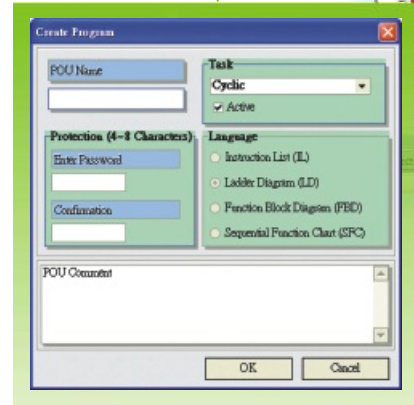 Create Program
POU Name
Task
Cyclic
Active
Protection (4~8 Characters)
Enter Password
Confirmation
Language
Instruction List (IL)
Ladder Diagram (LD)
Function Block Diagram (FBD)
Sequential Function Chart (SFC)
POU Comment
OK
Cancel